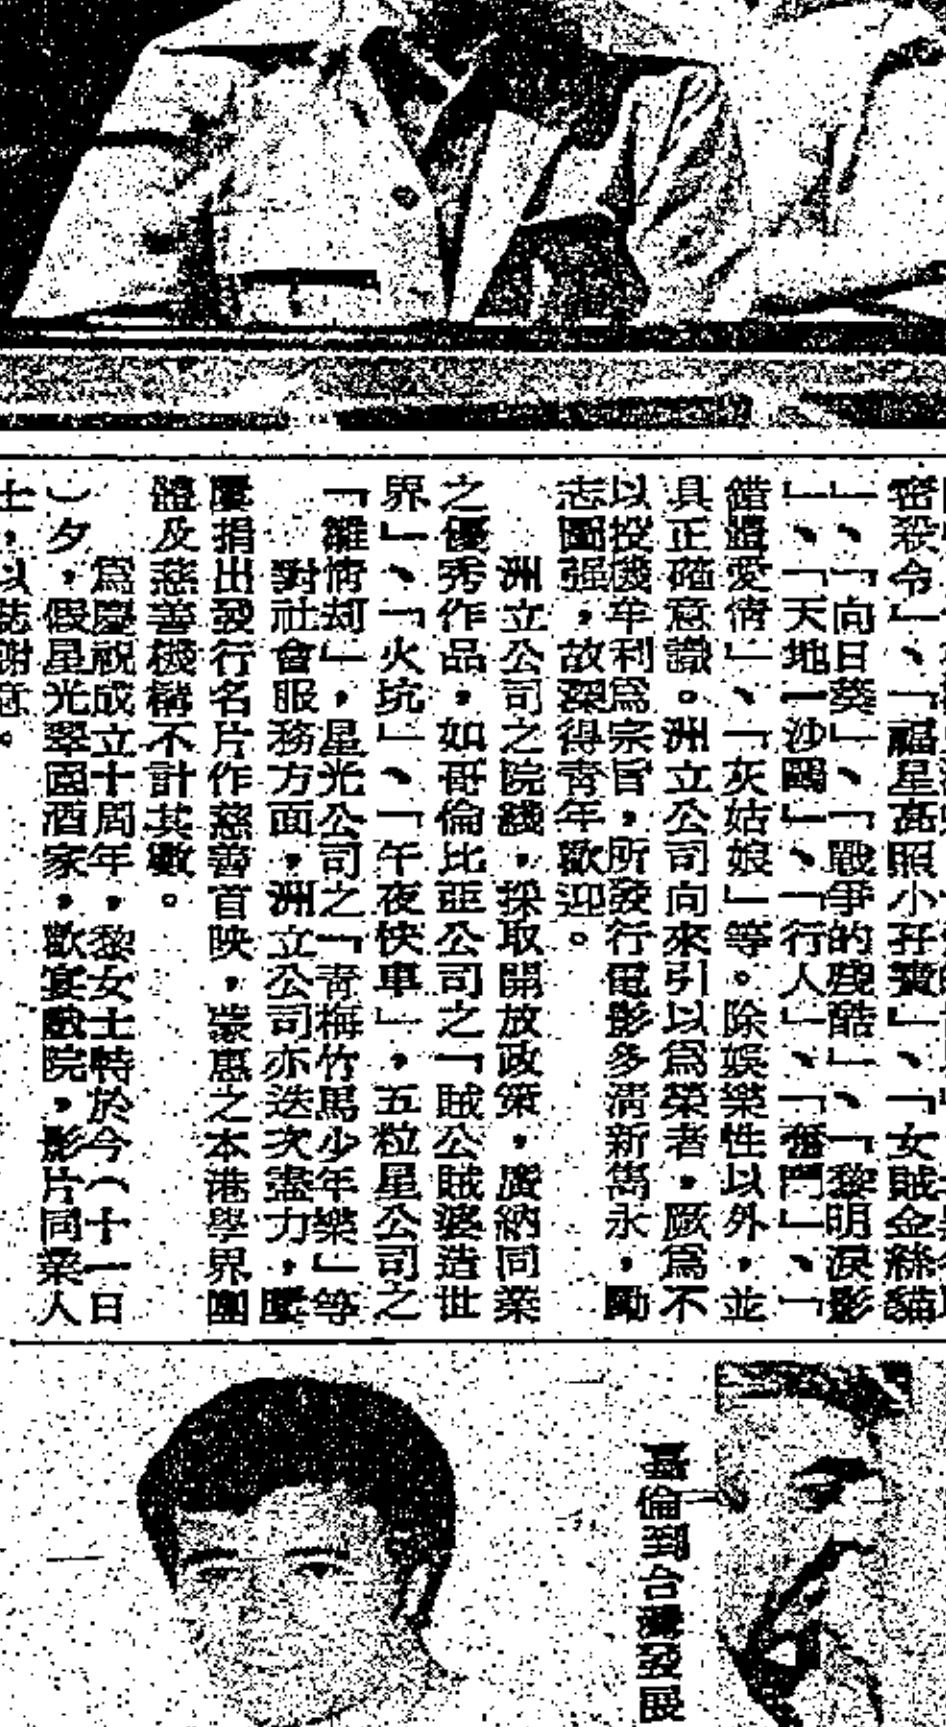 密殺令」、「福星高照小孖寶」、「女賊金絲貓
」、「向日葵」、「戰爭的殘酷」、「黎明淚影
」、「天地一沙鷗」、「行人」、「奮鬥」、「
錯體愛情」、「灰姑娘」等。除娛樂性以外，並
具正確意識。洲立公司向來引以爲榮者，厥爲不
以投機牟利爲宗旨，所發行電影多淸新雋永，勵
志圖强，故深得靑年歡迎。
洲立公司之院綫，採取開放政策，廣納同業
之優秀作品，如哥倫比亞公司之「賊公賊婆造世
界」、「火坑」、「午夜快車」，五粒星公司之
「雛情刦」，星光公司之「靑梅竹馬少年樂」等
對社會服務方面，洲立公司亦迭次盡力，屢
屢捐出發行名片作慈善首映，裝惠之本港學界團
體及慈善機構不計其數。
爲慶祝成立十周年，黎女士特於今（十一日
）夕，假星光翠園酒家，歡宴戲院，影片同業人
士，以誌謝意。
倫到台灣發展